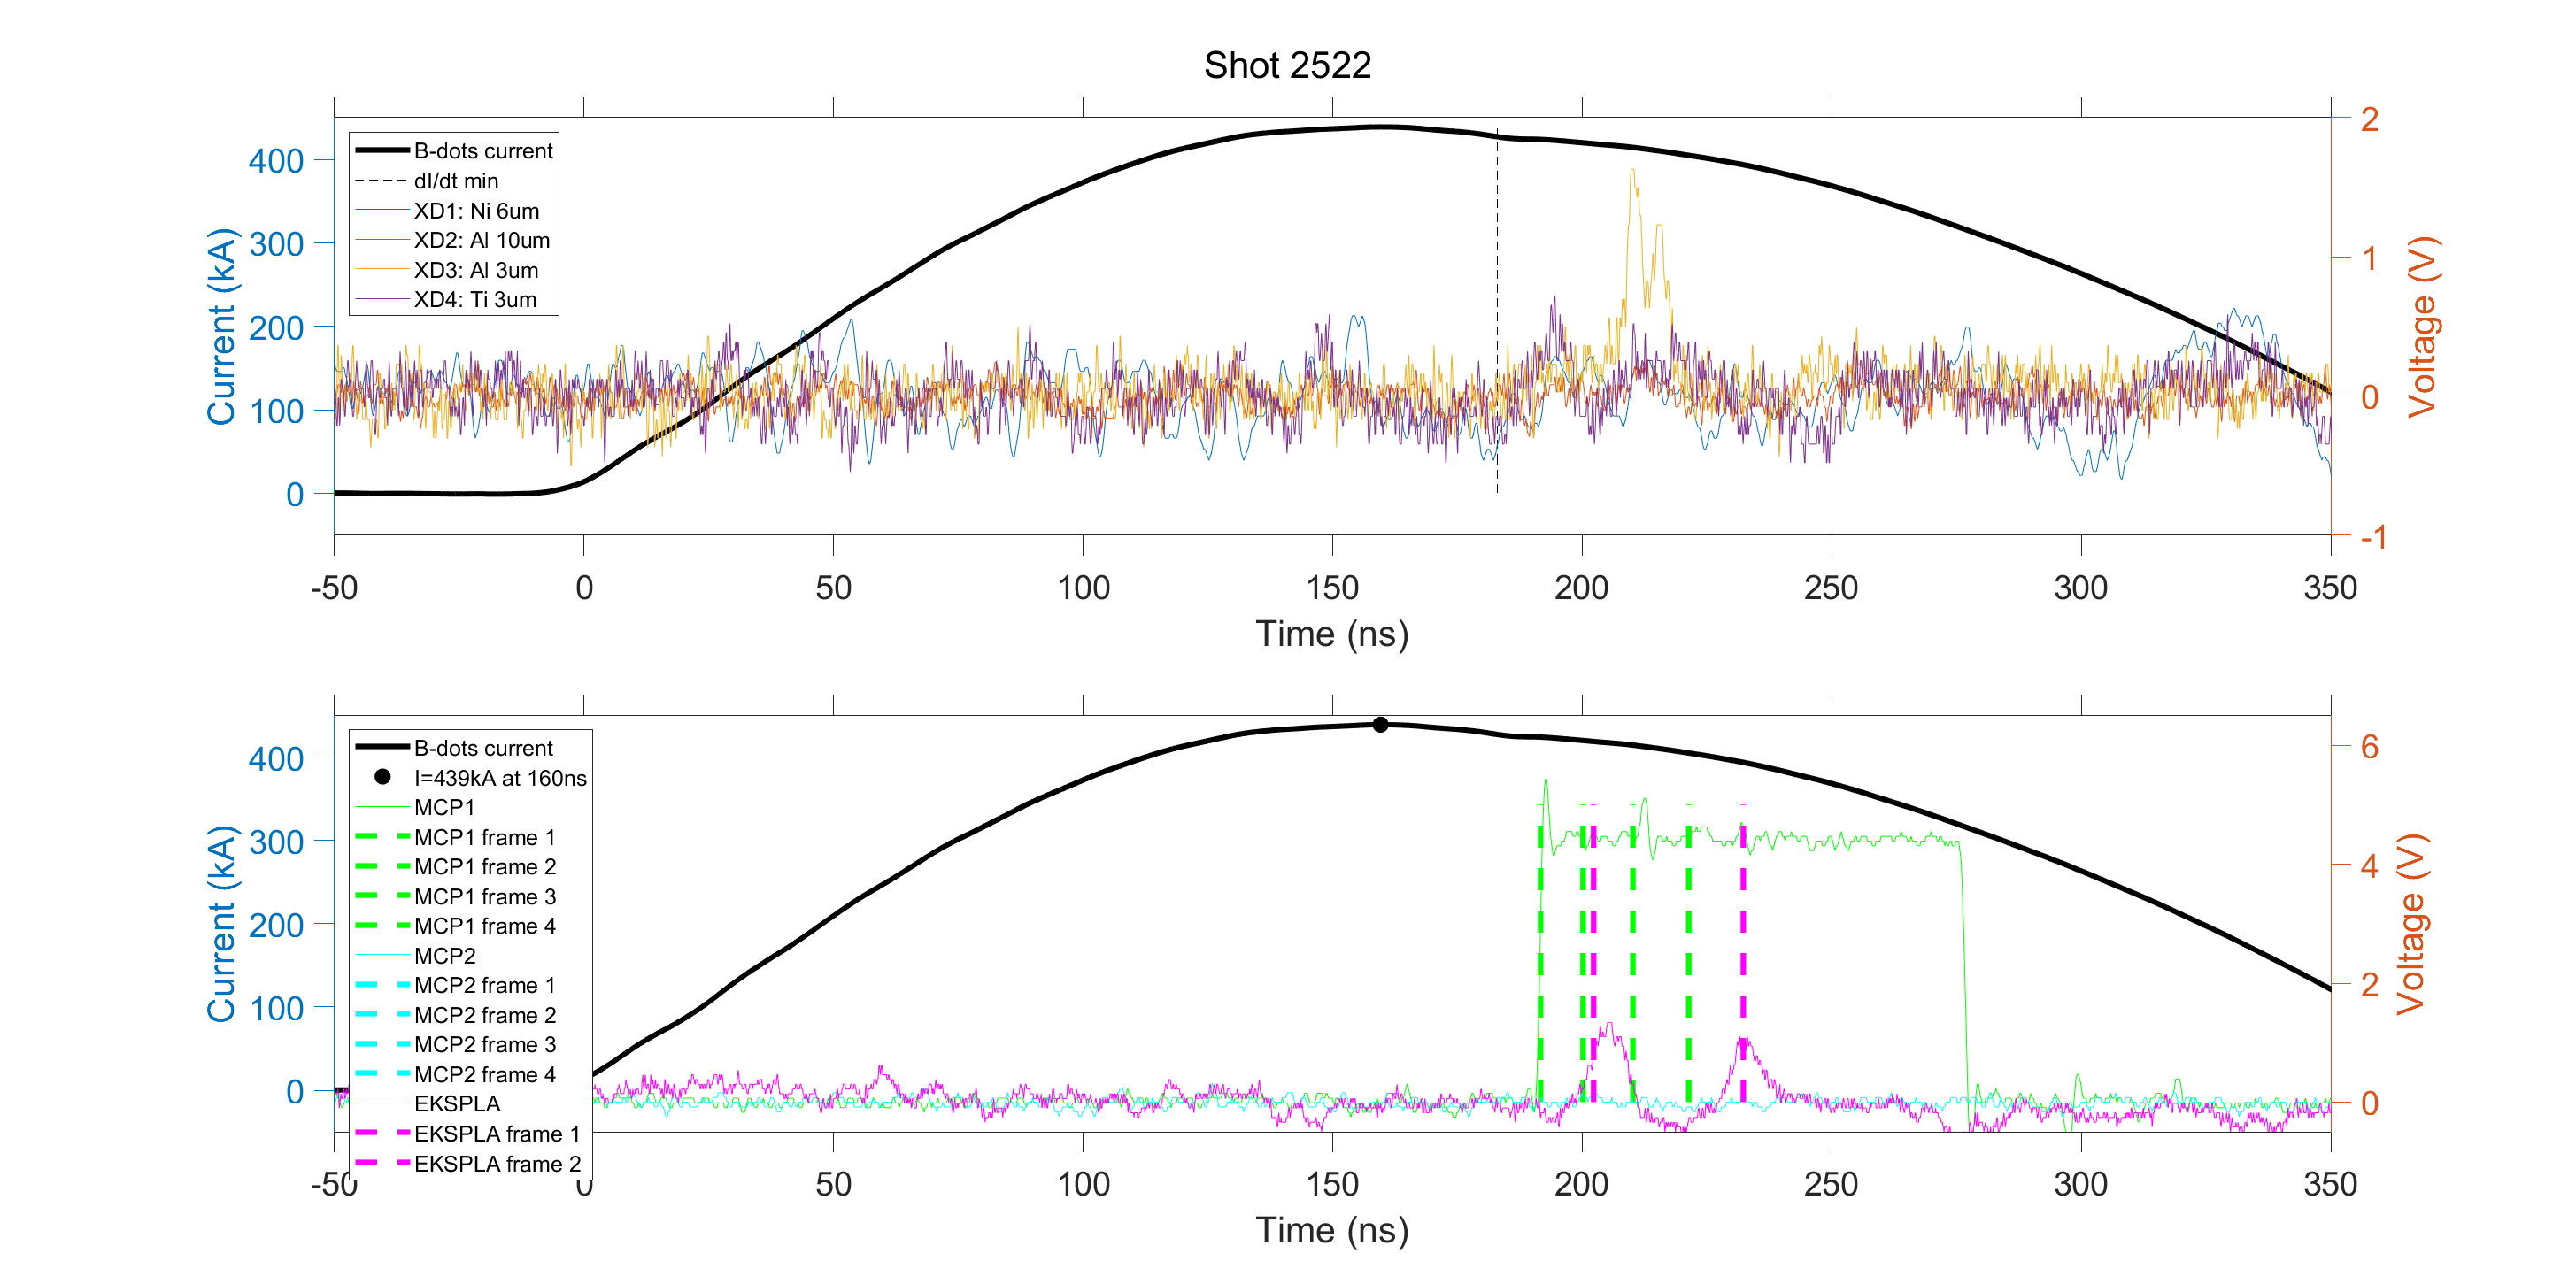 Shot 2522
B-dots current
dI/dt min
XD1: Ni 6um
XD2: Al 10um
XD3: Al 3um
XD4: Ti 3um
400
300
200
100
0
Current (kA)
2
1
0
-1
Voltage (V)
-50 0 50 100 150 200 250 300 350
Time (ns)
B-dots current
I=439kA at 160ns
MCP1
MCP1 frame 1
MCP1 frame 2
MCP1 frame 3
MCP1 frame 4
MCP2
MCP2 frame 1
MCP2 frame 2
MCP2 frame 3
MCP2 frame 4
EKSPLA
EKSPLA frame 1
EKSPLA frame 2
400
300
200
100
0
Current (kA)
6
4
2
0
Voltage (V)
-50 0 50 100 150 200 250 300 350
Time (ns)